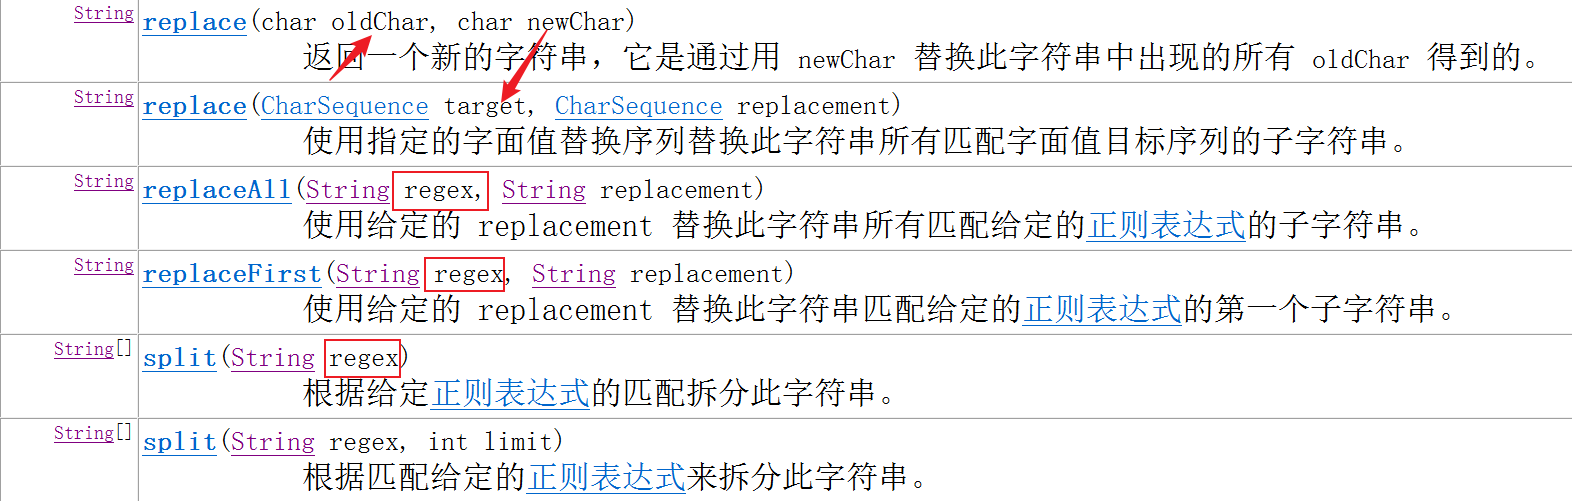 String replace(char oldChar, char newChar)
返回一个新的字符串，它是通过用 newChar 替换此字符串中出现的所有 oldChar 得到的。
String replace(CharSequence target, CharSequence replacement)
使用指定的字面值替换序列替换此字符串所有匹配字面值目标序列的子字符串。
String replaceAll(String regex, String replacement)
使用给定的 replacement 替换此字符串所有匹配给定的正则表达式的子字符串。
String replaceFirst(String regex, String replacement)
使用给定的 replacement 替换此字符串匹配给定的正则表达式的第一个子字符串。
String[] split(String regex)
根据给定正则表达式的匹配拆分此字符串。
String[] split(String regex, int limit)
根据匹配给定的正则表达式来拆分此字符串。